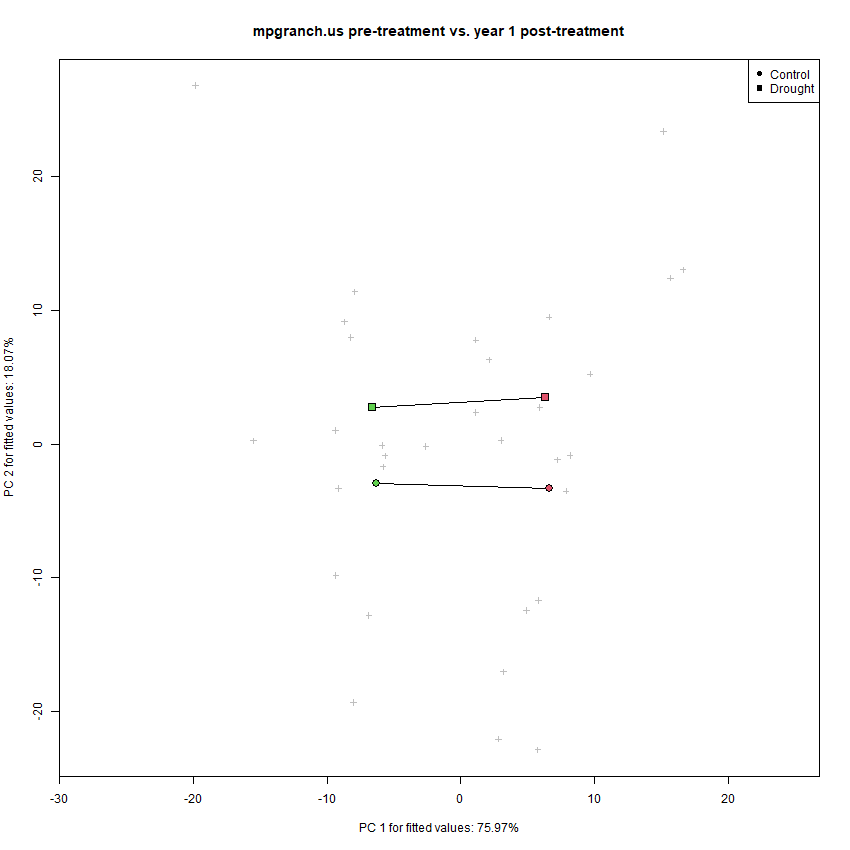 mpgranch.us pre-treatment vs. year 1 post-treatment
Control
Drought
20
10
0
-10
-20
PC 2 for fitted values: 18.07%
-30
-20
-10
0
10
20
PC 1 for fitted values: 75.97%